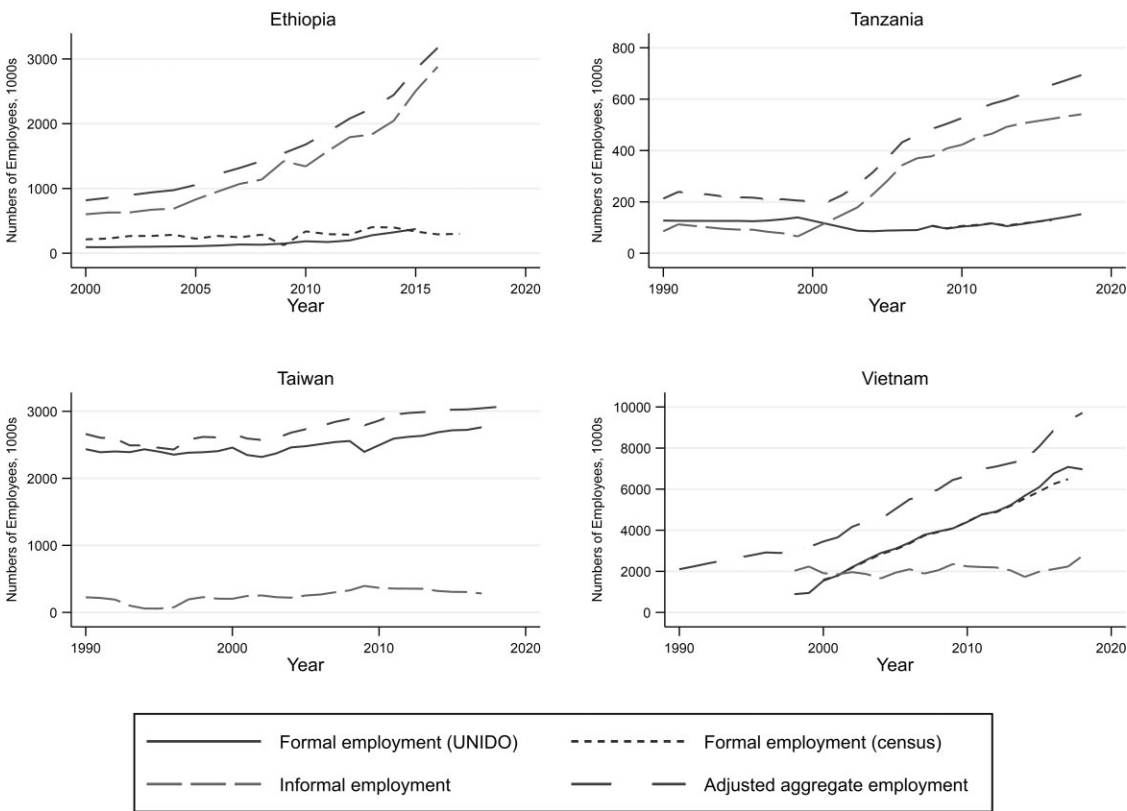 Ethiopia
Numbers of Employees, 1000s
3000
2000
1000
0
2000
2005
2010
2015
2020
Year
Tanzania
Numbers of Employees, 1000s
800
600
400
200
0
1990
2000
2010
2020
Year
Taiwan
Numbers of Employees, 1000s
3000
2000
1000
0
1990
2000
2010
2020
Year
Vietnam
Numbers of Employees, 1000s
10000
8000
6000
4000
2000
0
1990
2000
2010
2020
Year
Formal employment (UNIDO)
Formal employment (census)
Informal employment
Adjusted aggregate employment